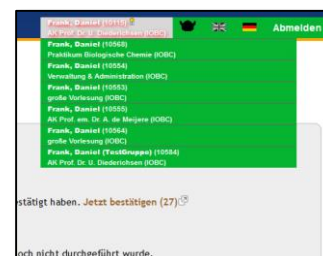 Frank, Daniel (10115)
AK Prof. Dr. U. Diederichsen (IOBC)
Abmelden
Frank, Daniel (10568)
Praktikum Biologische Chemie (IOBC)
Frank, Daniel (10554)
Verwaltung & Administration (IOBC)
Frank, Daniel (10553)
große Vorlesung (IOBC)
Frank, Daniel (10555)
AK Prof. em. Dr. A. de Meijere (IOBC)
Frank, Daniel (10564)
große Vorlesung (IOBC)
Frank, Daniel (TestGruppe) (10584)
AK Prof. Dr. U. Diederichsen (IOBC)
estätigt haben. Jetzt bestätigen (27)
och nicht durchgeführt wurde.